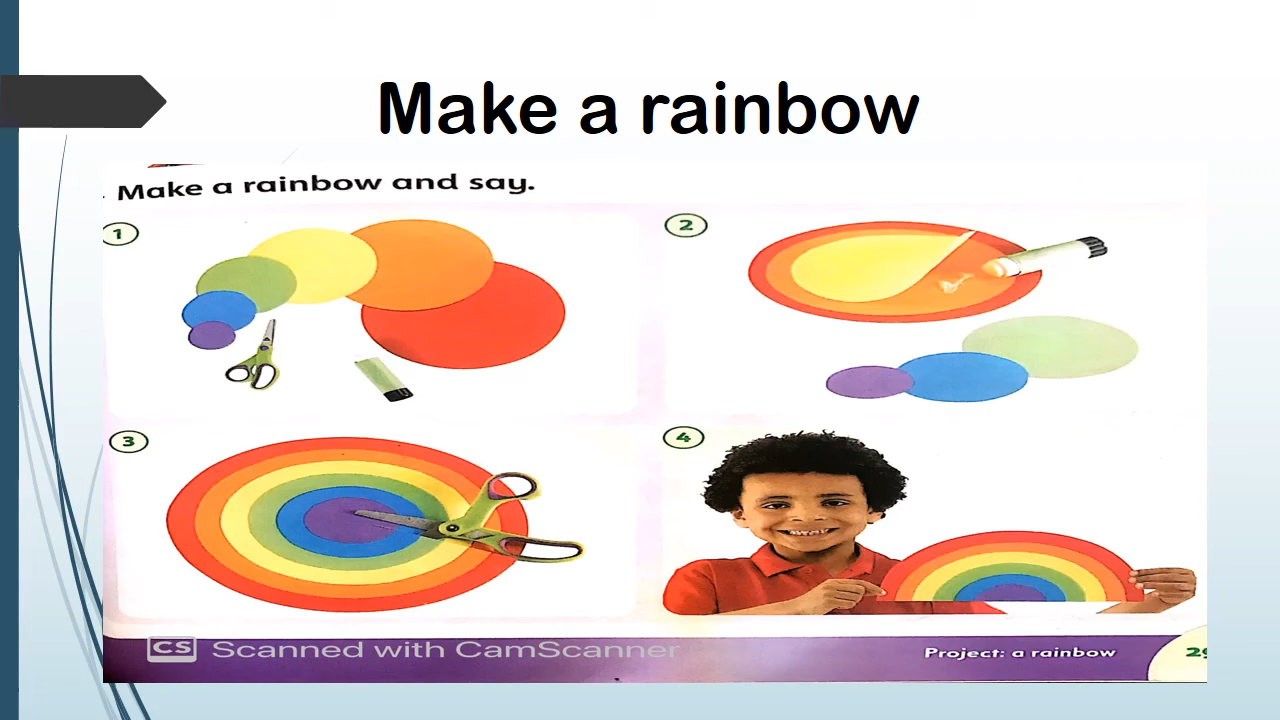 Make a rainbow
Make a rainbow and say.
1
2
3
4
CS Scanned with CamScanner
Project: a rainbow